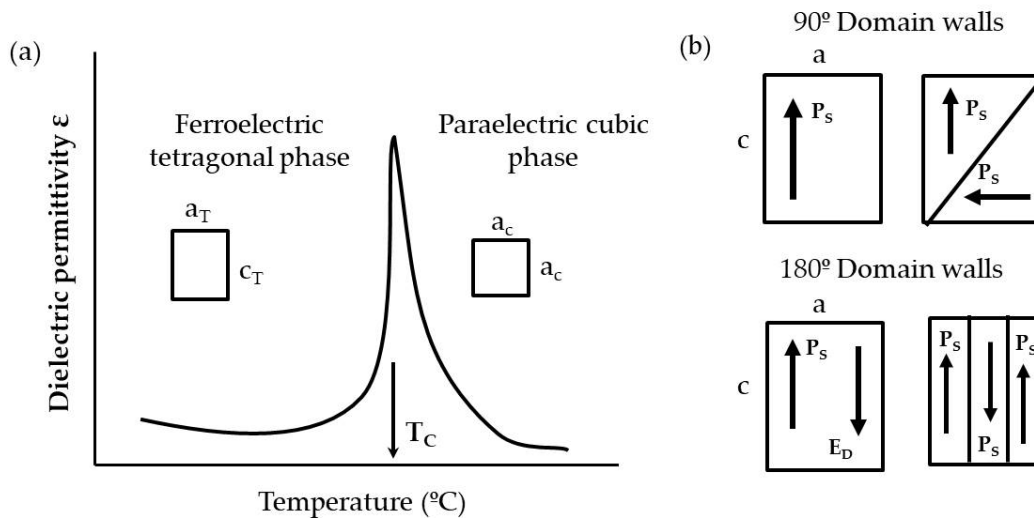 (a)
Dielectric permittivity ε
Ferroelectric
tetragonal phase
Paraelectric cubic
phase
a_T
c_T
a_c
a_c
T_C
Temperature (ºC)
(b)
90º Domain walls
a
c
P_S
P_S
P_S
180º Domain walls
a
c
P_S
E_D
P_S
P_S
P_S